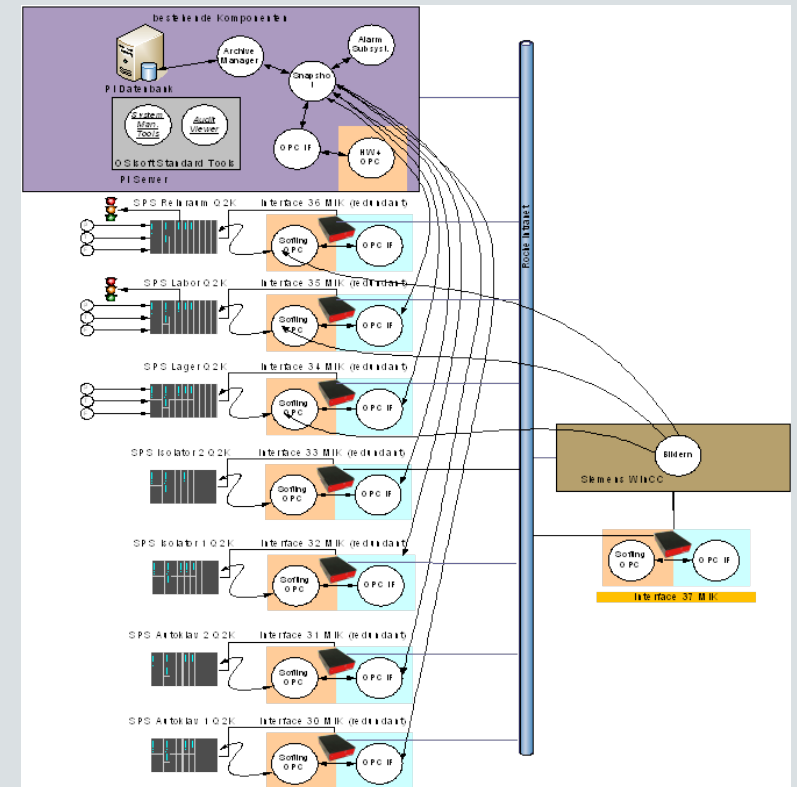 bestehende Komponenten
Alarm
Subsyst.
Archive
Manager
Snapsho
t
PI Datenbank
System
Man.
Tools
Audit
Viewer
OPC IF
HW+
OPC
OSIsoft Standard Tools
PI Server
SPS Reinraum Q2K
Interface 36 MIK (redundant)
Softing
OPC
OPC IF
Roche Intranet
SPS Labor Q2K
Interface 35 MIK (redundant)
Softing
OPC
OPC IF
SPS Lager Q2K
Interface 34 MIK (redundant)
Softing
OPC
OPC IF
SPS Isolator 2 Q2K
Interface 33 MIK (redundant)
Softing
OPC
OPC IF
Bildern
Siemens WinCC
SPS Isolator 1 Q2K
Interface 32 MIK (redundant)
Softing
OPC
OPC IF
Softing
OPC
OPC IF
Interface 37 MIK
SPS Autoklav 2 Q2K
Interface 31 MIK (redundant)
Softing
OPC
OPC IF
SPS Autoklav 1 Q2K
Interface 30 MIK (redundant)
Softing
OPC
OPC IF